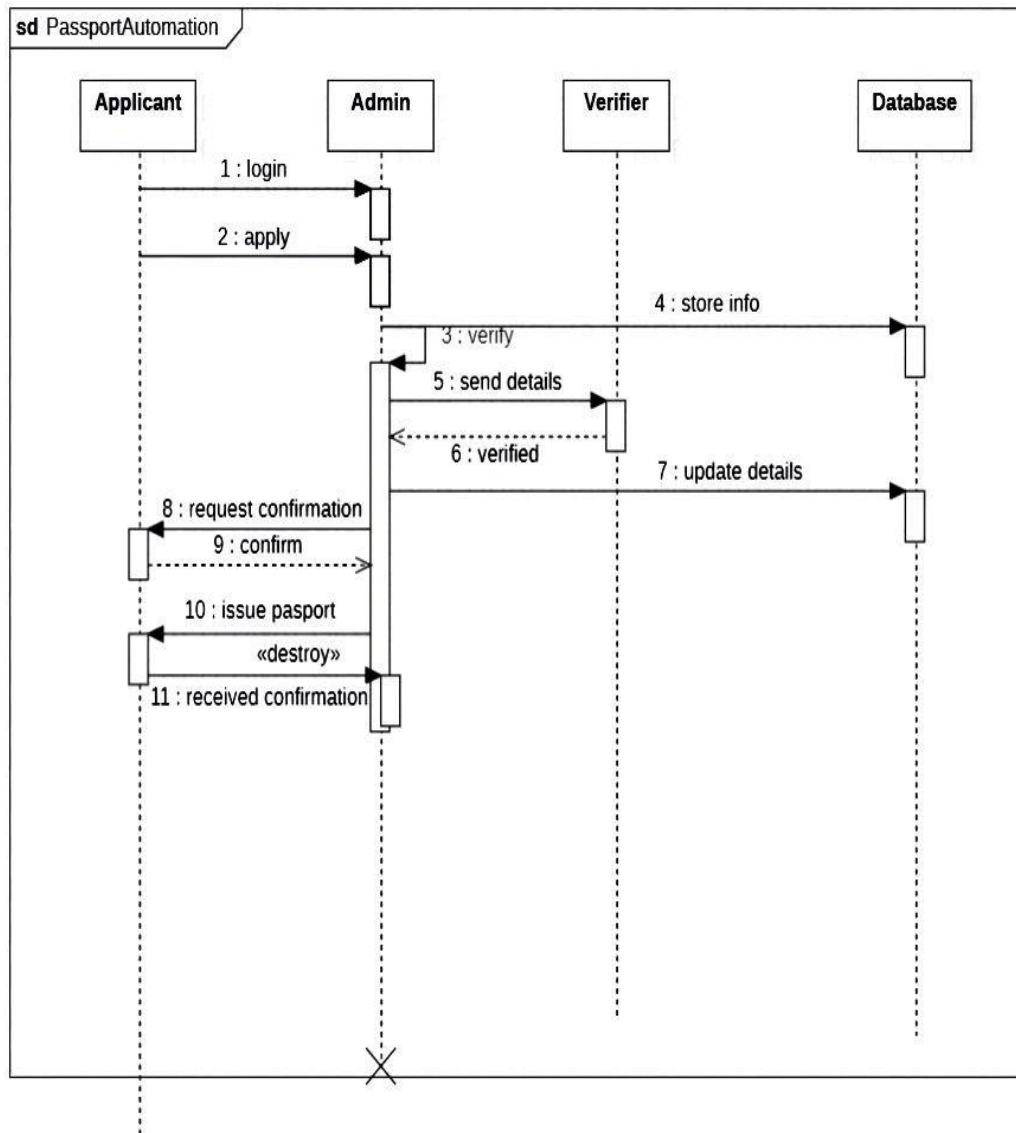 sd PassportAutomation
Applicant
Admin
Verifier
Database
1 : login
2 : apply
4 : store info
3 : verify
5 : send details
6 : verified
7 : update details
8 : request confirmation
9 : confirm
10 : issue pasport
«destroy»
11 : received confirmation